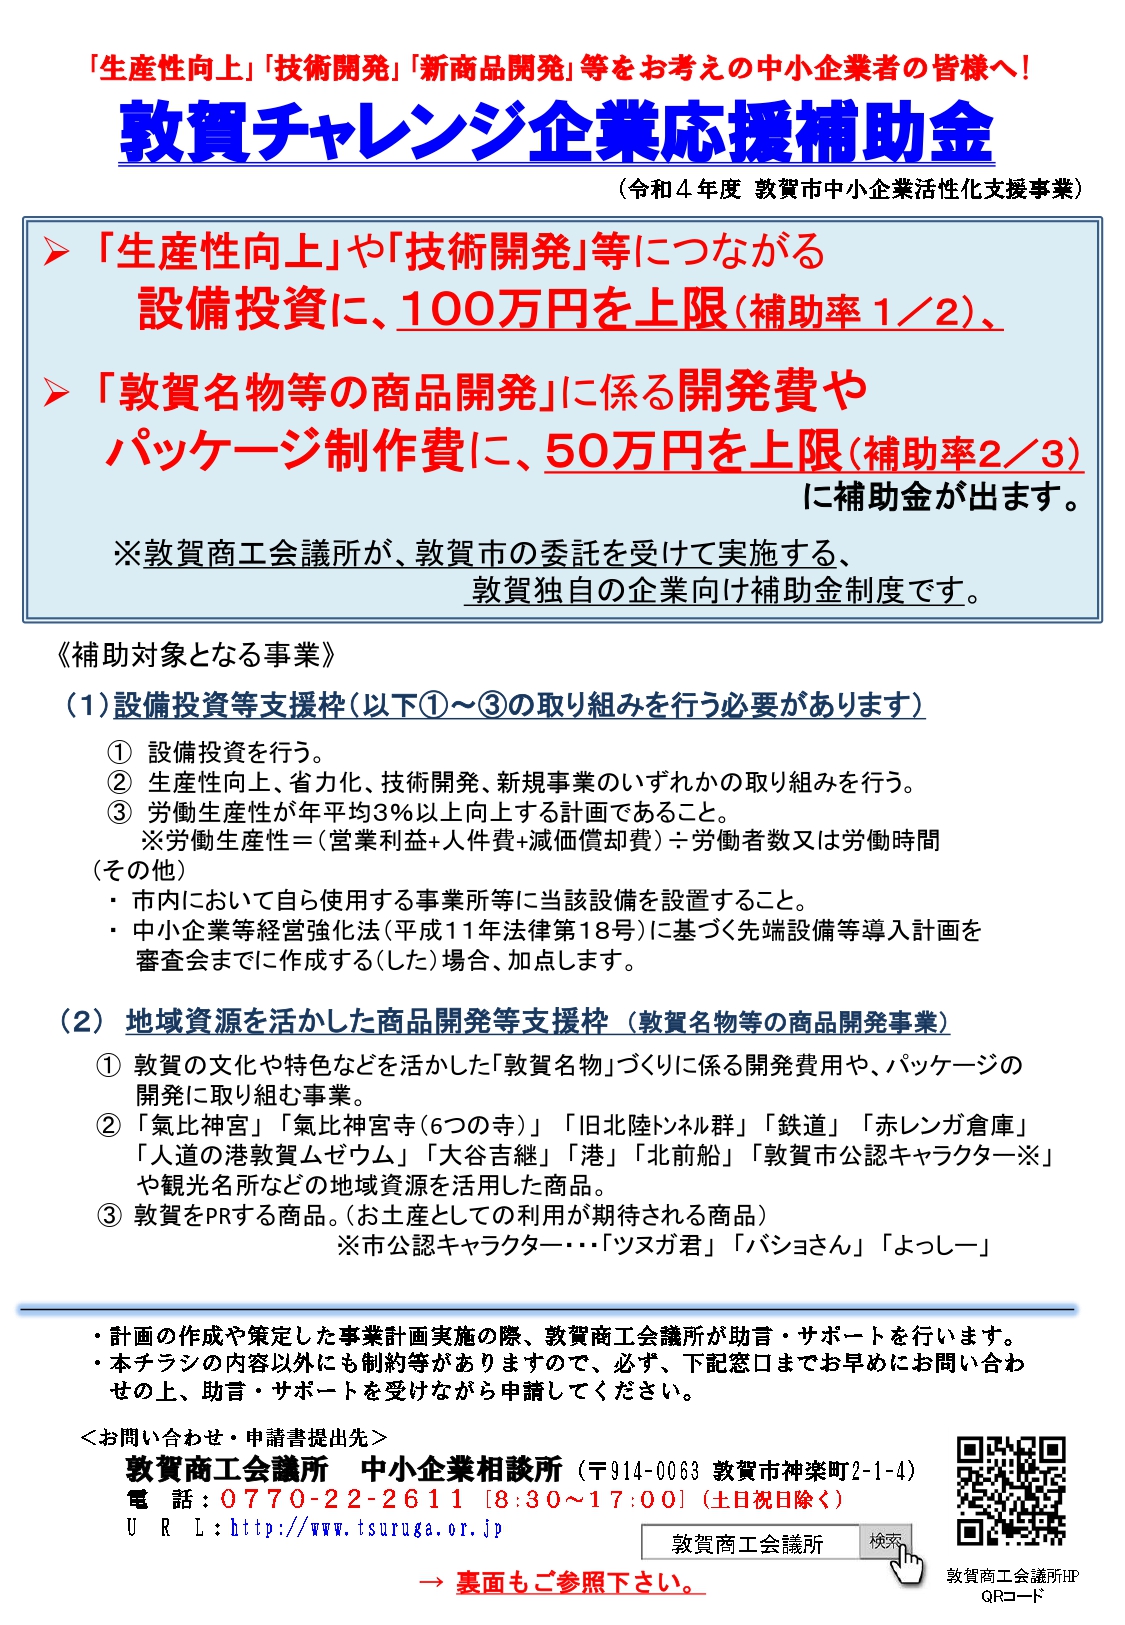 「生産性向上」「技術開発」「新商品開発」等をお考えの中小企業者の皆様へ！
敦賀チャレンジ企業応援補助金
（令和４年度 敦賀市中小企業活性化支援事業）
➢ 「生産性向上」や「技術開発」等につながる
設備投資に、１００万円を上限（補助率１／２）、
➢ 「敦賀名物等の商品開発」に係る開発費や
パッケージ制作費に、５０万円を上限（補助率２／３）
に補助金が出ます。
※敦賀商工会議所が、敦賀市の委託を受けて実施する、
敦賀独自の企業向け補助金制度です。
《補助対象となる事業》
（１）設備投資等支援枠（以下①～③の取り組みを行う必要があります）
① 設備投資を行う。
② 生産性向上、省力化、技術開発、新規事業のいずれかの取り組みを行う。
③ 労働生産性が年平均３％以上向上する計画であること。
※労働生産性＝（営業利益+人件費+減価償却費）÷労働者数又は労働時間
（その他）
・ 市内において自ら使用する事業所等に当該設備を設置すること。
・ 中小企業等経営強化法（平成１１年法律第１８号）に基づく先端設備等導入計画を
審査会までに作成する（した）場合、加点します。
（２） 地域資源を活かした商品開発等支援枠 （敦賀名物等の商品開発事業）
① 敦賀の文化や特色などを活かした「敦賀名物」づくりに係る開発費用や、パッケージの
開発に取り組む事業。
② 「氣比神宮」「氣比神宮寺（6つの寺）」「旧北陸ﾄﾝﾈﾙ群」「鉄道」「赤レンガ倉庫」
「人道の港敦賀ムゼウム」「大谷吉継」「港」「北前船」「敦賀市公認キャラクター※」
や観光名所などの地域資源を活用した商品。
③ 敦賀をPRする商品。（お土産としての利用が期待される商品）
※市公認キャラクター・・・「ツヌガ君」「バショさん」「よっしー」
・計画の作成や策定した事業計画実施の際、敦賀商工会議所が助言・サポートを行います。
・本チラシの内容以外にも制約等がありますので、必ず、下記窓口までお早めにお問い合わ
せの上、助言・サポートを受けながら申請してください。
＜お問い合わせ・申請書提出先＞
敦賀商工会議所　中小企業相談所（〒914-0063 敦賀市神楽町2-1-4）
電　話：０７７０-２２-２６１１［８:３０～１７:００］（土日祝日除く）
Ｕ Ｒ Ｌ：http://www.tsuruga.or.jp
敦賀商工会議所 検索
→ 裏面もご参照下さい。
敦賀商工会議所HP
QRコード